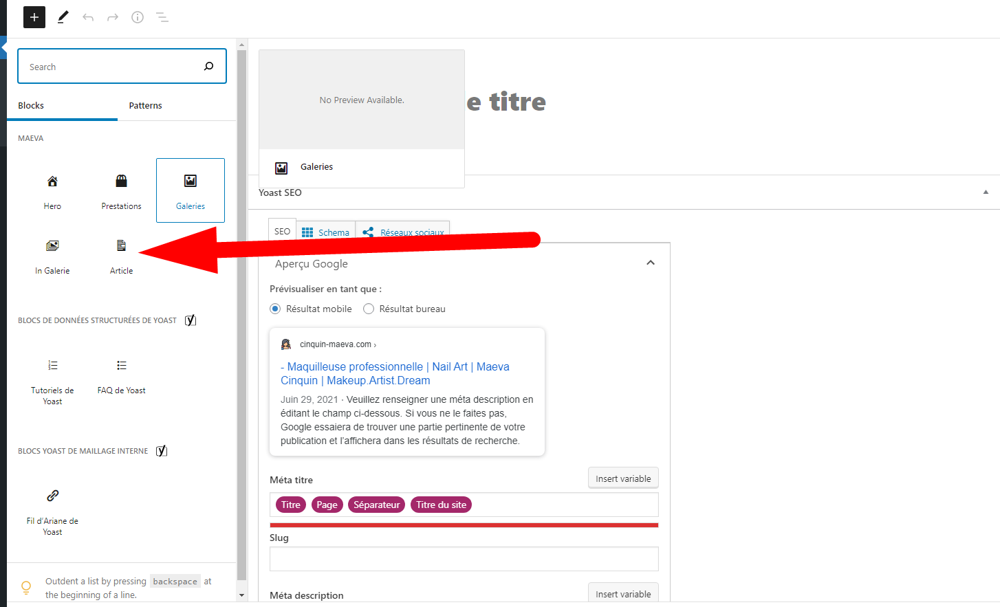 Search
Blocks
Patterns
MAEVA
Hero
Prestations
Galeries
In Galerie
Article
BLOCS DE DONNÉES STRUCTURÉES DE YOAST
Tutoriels de
Yoast
FAQ de Yoast
BLOCS YOAST DE MAILLAGE INTERNE
Fil d’Ariane de
Yoast
Outdent a list by pressing backspace at
the beginning of a line.
No Preview Available.
Galeries
e titre
Yoast SEO
SEO
Schema
Réseaux sociaux
Aperçu Google
Prévisualiser en tant que :
Résultat mobile
Résultat bureau
cinquin-maeva.com ›
- Maquilleuse professionnelle | Nail Art | Maeva
Cinquin | Makeup.Artist.Dream
Juin 29, 2021 · Veuillez renseigner une méta description en
éditant le champ ci-dessous. Si vous ne le faites pas,
Google essaiera de trouver une partie pertinente de votre
publication et l’affichera dans les résultats de recherche.
Méta titre
Insert variable
Titre Page Séparateur Titre du site
Slug
Méta description
Insert variable